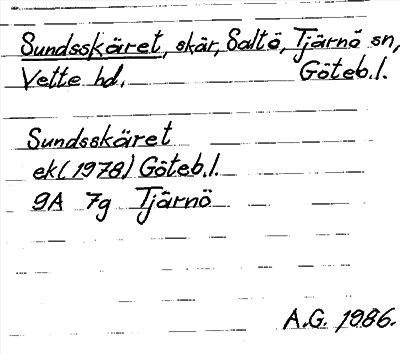 Sundsskäret, skär, Saltö, Tjärnö sn,
Vette hd. Göteb.l.
Sundsskäret
ek(1978) Göteb.l.
9A 7g Tjärnö
A.G. 1986.